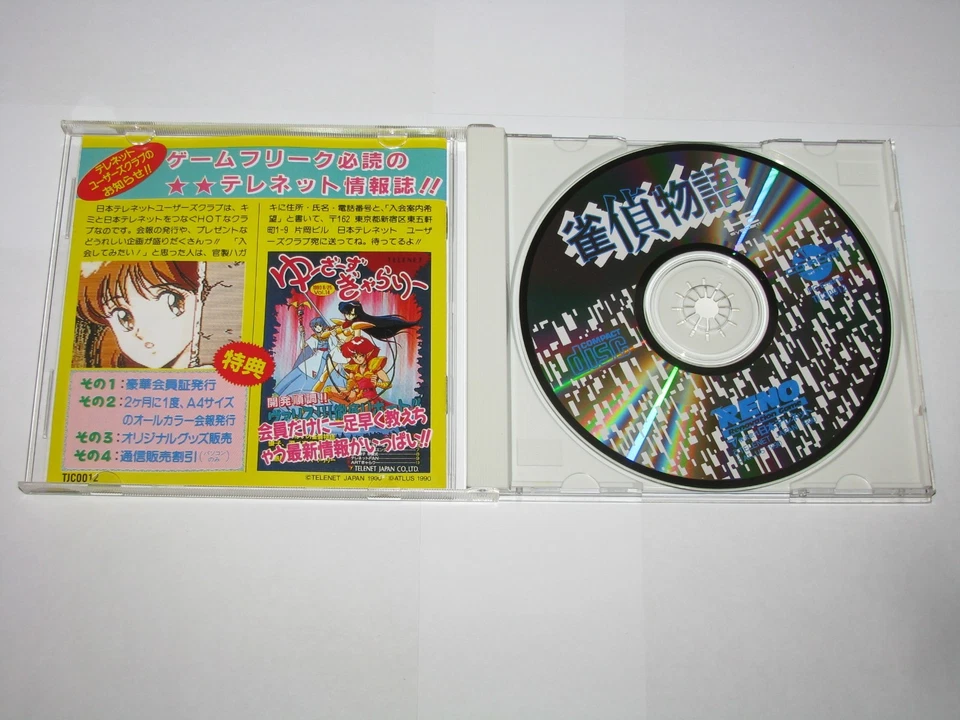 テレネット
ユーザーズクラブの
お知らせ!!
ゲームフリーク必読の
★★テレネット情報誌!!
日本テレネットユーザーズクラブは、キ
ミと日本テレネットをつなぐHOTなクラ
ブなのです。会報の発行や、プレゼントな
どうれしい企画が盛りだくさんっ!! 「入
会してみたい!」と思った人は、官製ハガ
キに住所・氏名・電話番号と、「入会案内希
望」と書いて、〒162 東京都新宿区東五軒
町1-9 片岡ビル 日本テレネット ユーザ
ーズクラブ宛に送ってね。待ってるよ!!
TELENET
ゆーざーず
ぎゃらりー
特典
その1:豪華会員証発行
その2:2ケ月に1度、A4サイズ
のオールカラー会報発行
その3:オリジナルグッズ販売
その4:通信販売割引
開発順調!!
会員だけに一足早く教えち
ゃう最新情報がいっぱい!!
TELENET JAPAN CO.,LTD.
TJC0012
©TELENET JAPAN 1990 ©ATLUS 1990
雀偵物語
COMPACT
disc
RENO